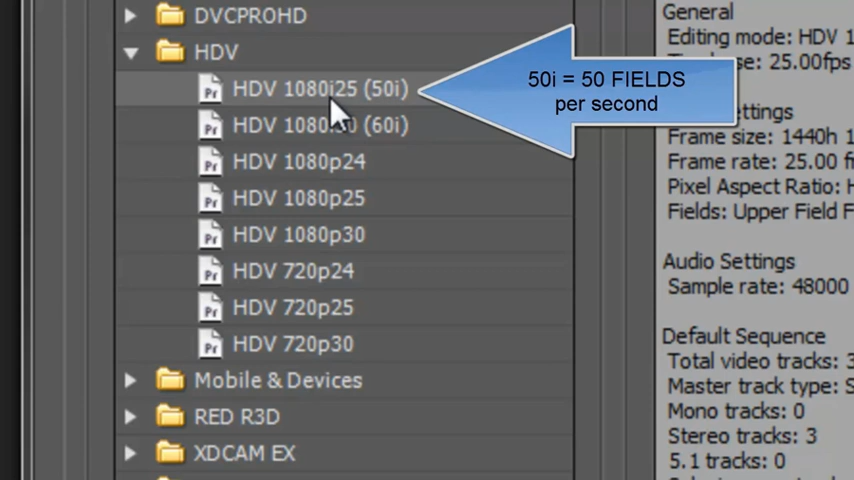 DVCPROHD
HDV
HDV 1080i25 (50i)
(60i)
HDV 1080p24
HDV 1080p25
HDV 1080p30
HDV 720p24
HDV 720p25
HDV 720p30
Mobile & Devices
RED R3D
XDCAM EX
50i = 50 FIELDS
per second
General
Editing mode: HDV 1
25.00fps
ettings
Frame size: 1440h 1
Frame rate: 25.00 f
Pixel Aspect Ratio: H
Fields: Upper Field F
Audio Settings
Sample rate: 48000
Default Sequence
Total video tracks: 3
Master track type: S
Mono tracks: 0
Stereo tracks: 3
5.1 tracks: 0